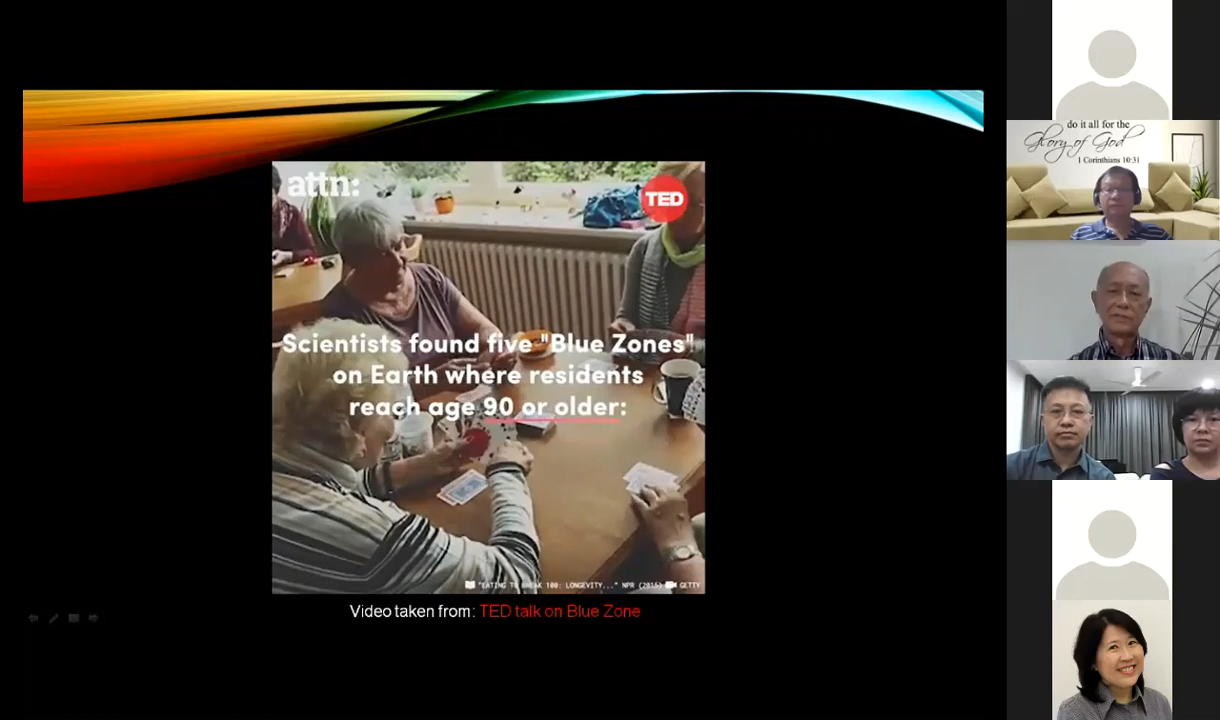 attn:
TED
Scientists found five "Blue Zones"
on Earth where residents
reach age 90 or older:
"EATING TO BREAK 100: LONGEVITY..." NPR (2015) GETTY
Video taken from: TED talk on Blue Zone
do it all for the
Glory of God
1 Corinthians 10:31